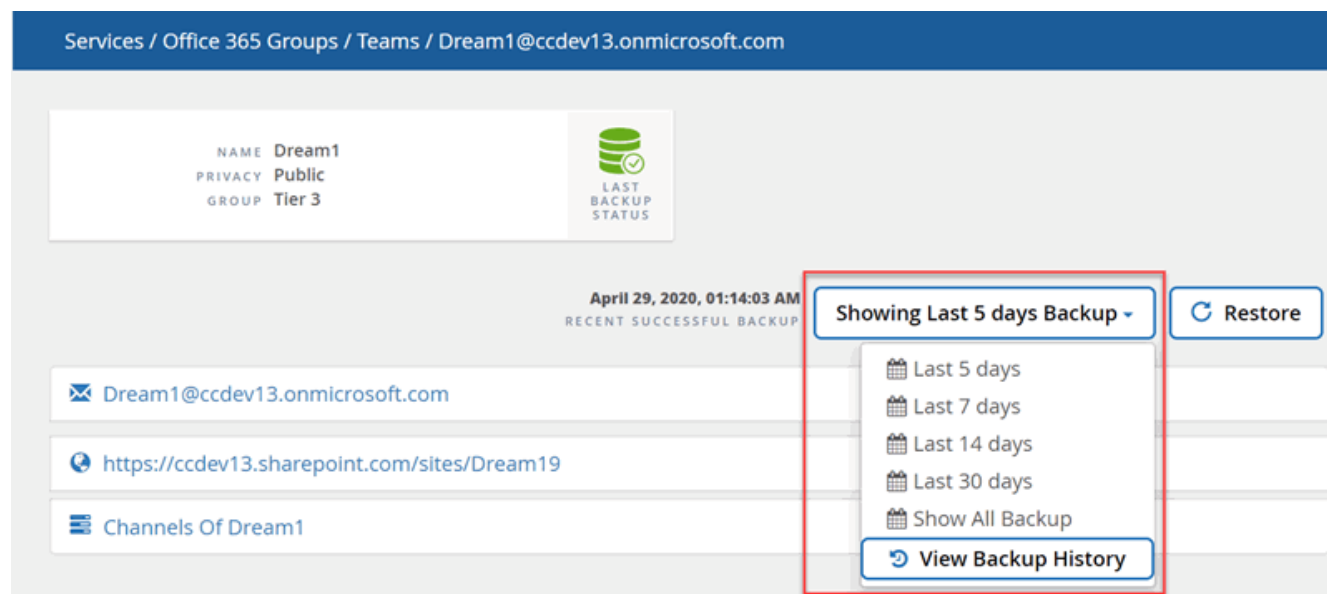 Services / Office 365 Groups / Teams / Dream1@ccdev13.onmicrosoft.com
NAME Dream1
PRIVACY Public
GROUP Tier 3
LAST
BACKUP
STATUS
April 29, 2020, 01:14:03 AM
RECENT SUCCESSFUL BACKUP
Showing Last 5 days Backup
Restore
Last 5 days
Last 7 days
Last 14 days
Last 30 days
Show All Backup
View Backup History
Dream1@ccdev13.onmicrosoft.com
https://ccdev13.sharepoint.com/sites/Dream19
Channels Of Dream1